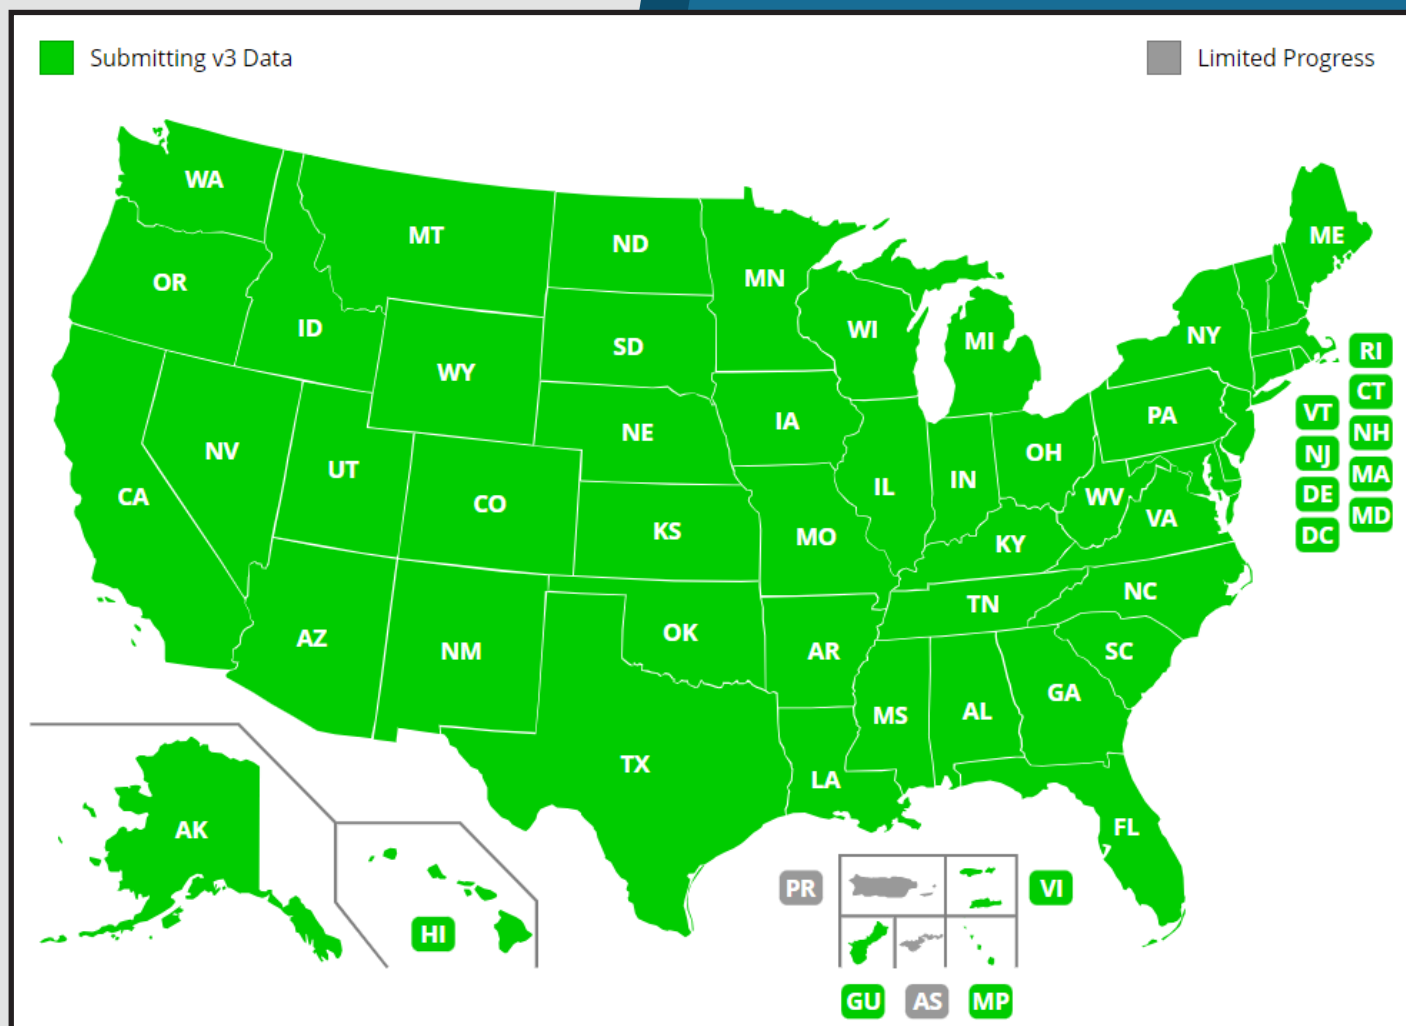 Submitting v3 Data
Limited Progress
WA
MT
ND
MN
ME
OR
ID
SD
WI
MI
NY
RI
WY
CT
IA
PA
VT
NE
NH
NV
OH
NJ
UT
IN
MA
CA
CO
IL
WV
DE
KS
VA
MD
MO
KY
DC
NC
TN
AZ
OK
NM
AR
SC
GA
MS
AL
TX
LA
AK
FL
PR
VI
HI
GU
AS
MP